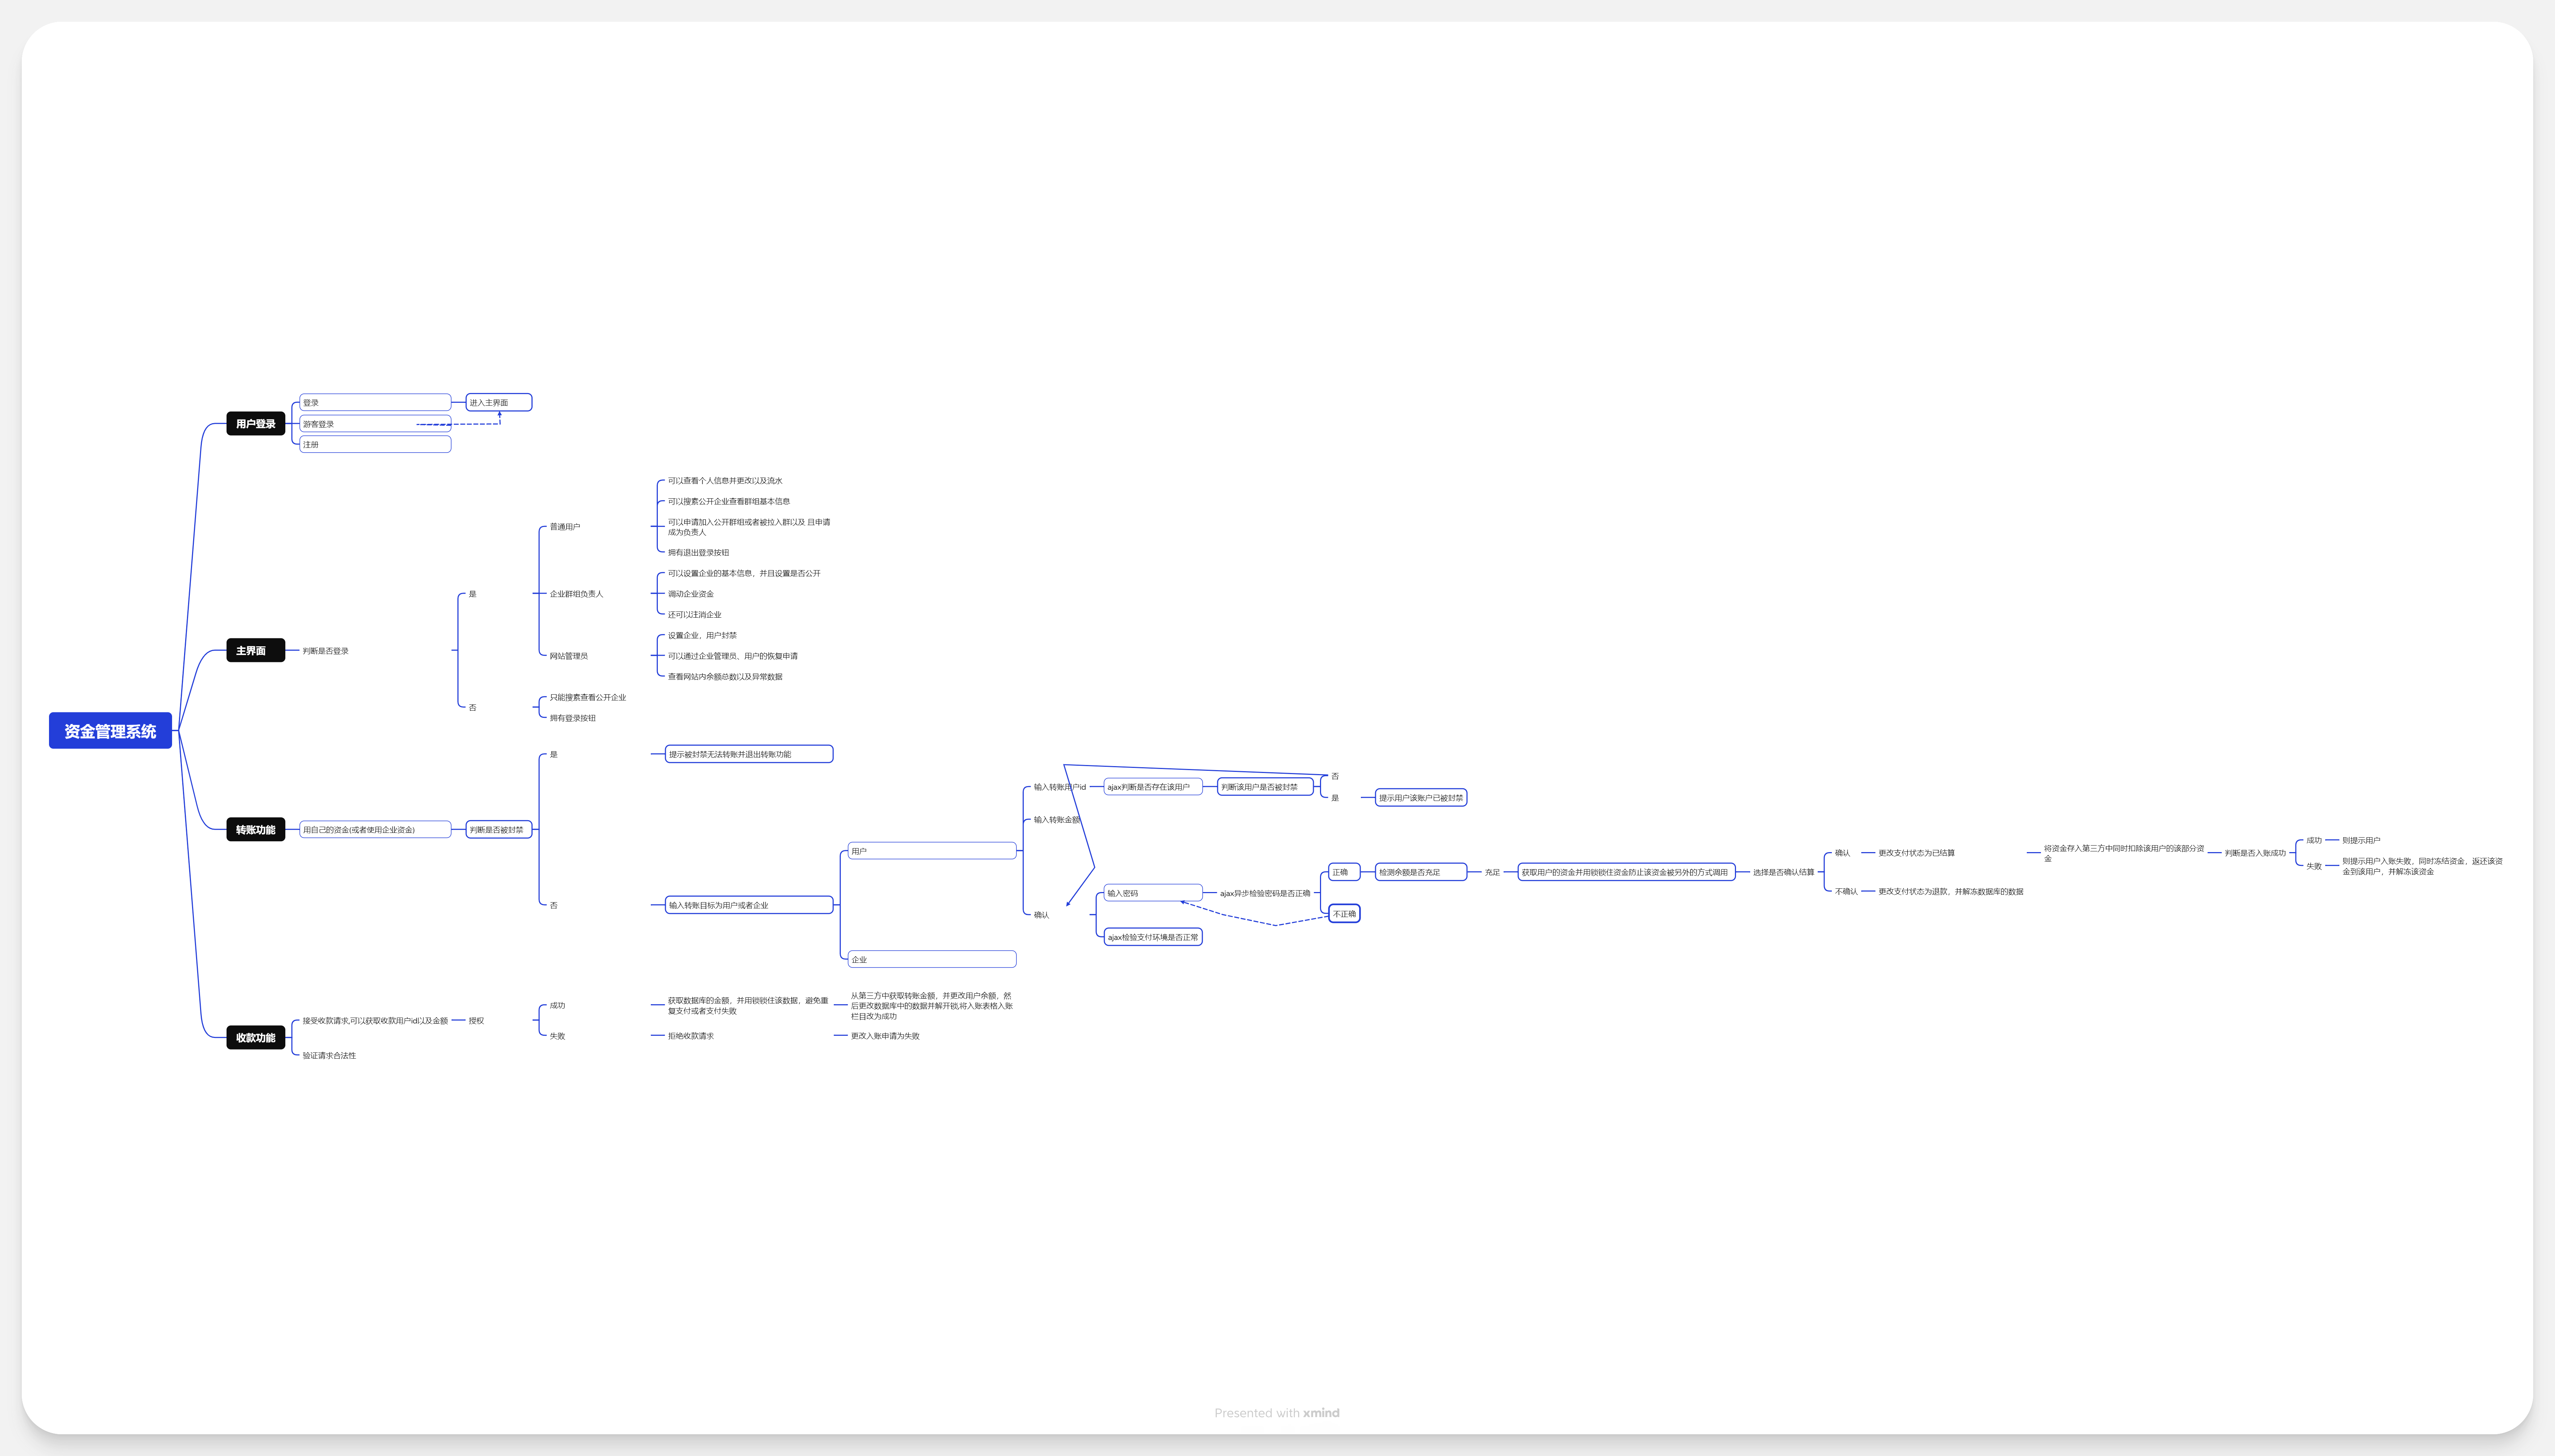 资金管理系统
用户登录
登录
进入主界面
游客登录
注册
主界面
判断是否登录
是
普通用户
可以查看个人信息并更改以及流水
可以搜素公开企业查看群组基本信息
可以申请加入公开群组或者被拉入群以及 且申请
成为负责人
拥有退出登录按钮
企业群组负责人
可以设置企业的基本信息，并且设置是否公开
调动企业资金
还可以注消企业
网站管理员
设置企业，用户封禁
可以通过企业管理员，用户的恢复申请
查看网站内余额总数以及异常数据
否
只能搜素查看公开企业
拥有登录按钮
转账功能
用自己的资金(或者使用企业资金)
判断是否被封禁
是
提示被封禁无法转账并退出转账功能
否
输入转账目标为用户或者企业
用户
输入转账用户id
ajax判断是否存在该用户
判断该用户是否被封禁
否
是
提示用户该账户已被封禁
输入转账金额
确认
输入密码
ajax异步检验密码是否正确
正确
检测余额是否充足
充足
获取用户的资金并用锁锁住资金防止该资金被另外的方式调用
选择是否确认结算
确认
更改支付状态为已结算
将资金存入第三方中同时扣除该用户的该部分资
金
判断是否入账成功
成功
则提示用户
失败
则提示用户入账失败，同时冻结资金，返还该资
金到该用户，并解冻该资金
不确认
更改支付状态为退款，并解冻数据库的数据
不正确
ajax检验支付环境是否正常
企业
收款功能
接受收款请求,可以获取收款用户id以及金额
授权
成功
获取数据库的金额，并用锁锁住该数据，避免重
复支付或者支付失败
从第三方中获取转账金额，并更改用户余额，然
后更改数据库中的数据并解开锁,将入账表格入账
栏目改为成功
失败
拒绝收款请求
更改入账申请为失败
验证请求合法性
Presented with xmind